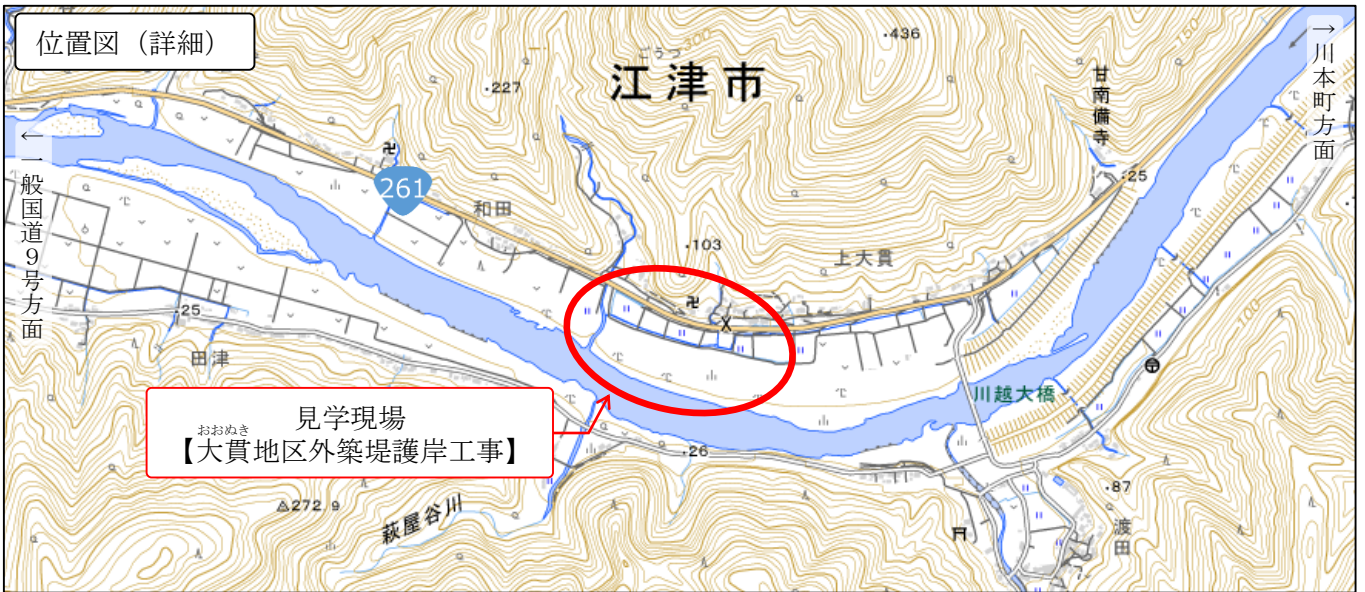 位置図（詳細）
ごうつ
江津市
300
・436
150
・227
甘南備寺
→川本町方面
←一般国道９号方面
261
和田
・103
上大貫
・25
・25
田津
川越大橋
見学現場
おおぬき
【大貫地区外築堤護岸工事】
・26
・87
△272.9
萩屋谷川
渡田
100